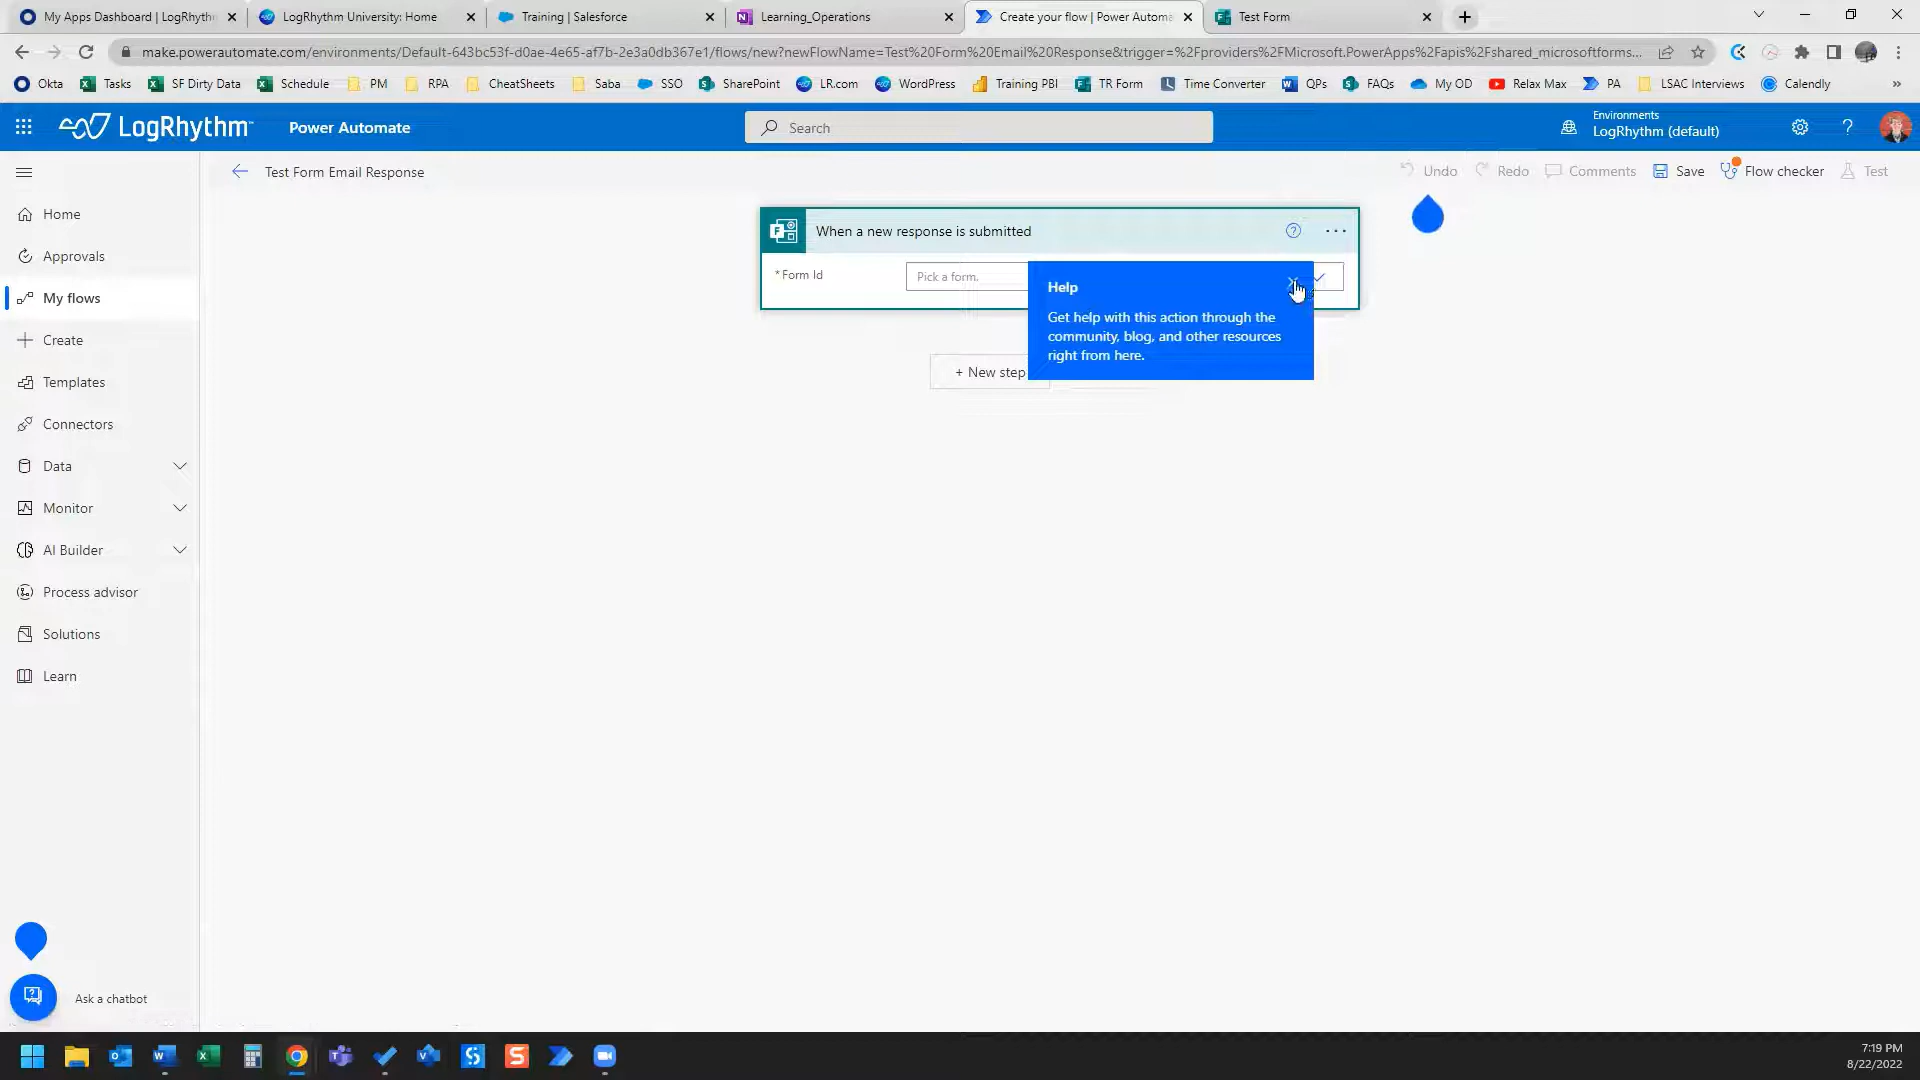 My Apps Dashboard | LogRhythm
LogRhythm University: Home
Training | Salesforce
Learning_Operations
Create your flow | Power Automa
Test Form
make.powerautomate.com/environments/Default-643bc53f-d0ae-4e65-af7b-2e3a0db367e1/flows/new?newFlowName=Test%20Form%20Email%20Response&trigger=%2Fproviders%2FMicrosoft.PowerApps%2Fapis%2Fshared_microsoftforms...
Okta
Tasks
SF Dirty Data
Schedule
PM
RPA
CheatSheets
Saba
SSO
SharePoint
LR.com
WordPress
Training PBI
TR Form
Time Converter
QPs
FAQs
My OD
Relax Max
PA
LSAC Interviews
Calendly
»
LogRhythm
Power Automate
Search
Environments
LogRhythm (default)
?
Test Form Email Response
Undo
Redo
Comments
Save
Flow checker
Test
Home
Approvals
My flows
Create
Templates
Connectors
Data
Monitor
AI Builder
Process advisor
Solutions
Learn
When a new response is submitted
? ...
* Form Id
Pick a form.
Help
Get help with this action through the
community, blog, and other resources
right from here.
+ New step
Ask a chatbot
7:19 PM
8/22/2022